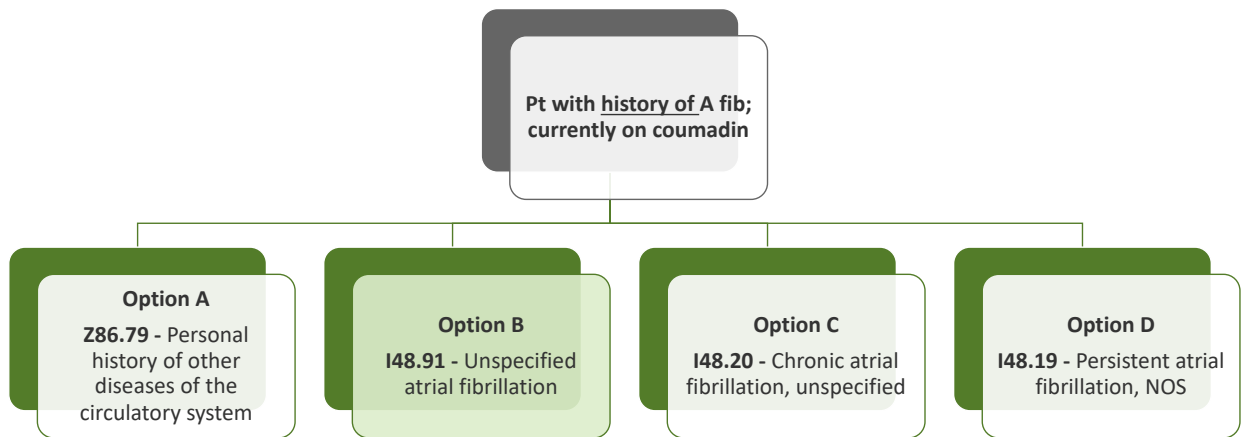 Pt with history of A fib;
currently on coumadin
Option A
Z86.79 - Personal
history of other
diseases of the
circulatory system
Option B
I48.91 - Unspecified
atrial fibrillation
Option C
I48.20 - Chronic atrial
fibrillation, unspecified
Option D
I48.19 - Persistent atrial
fibrillation, NOS